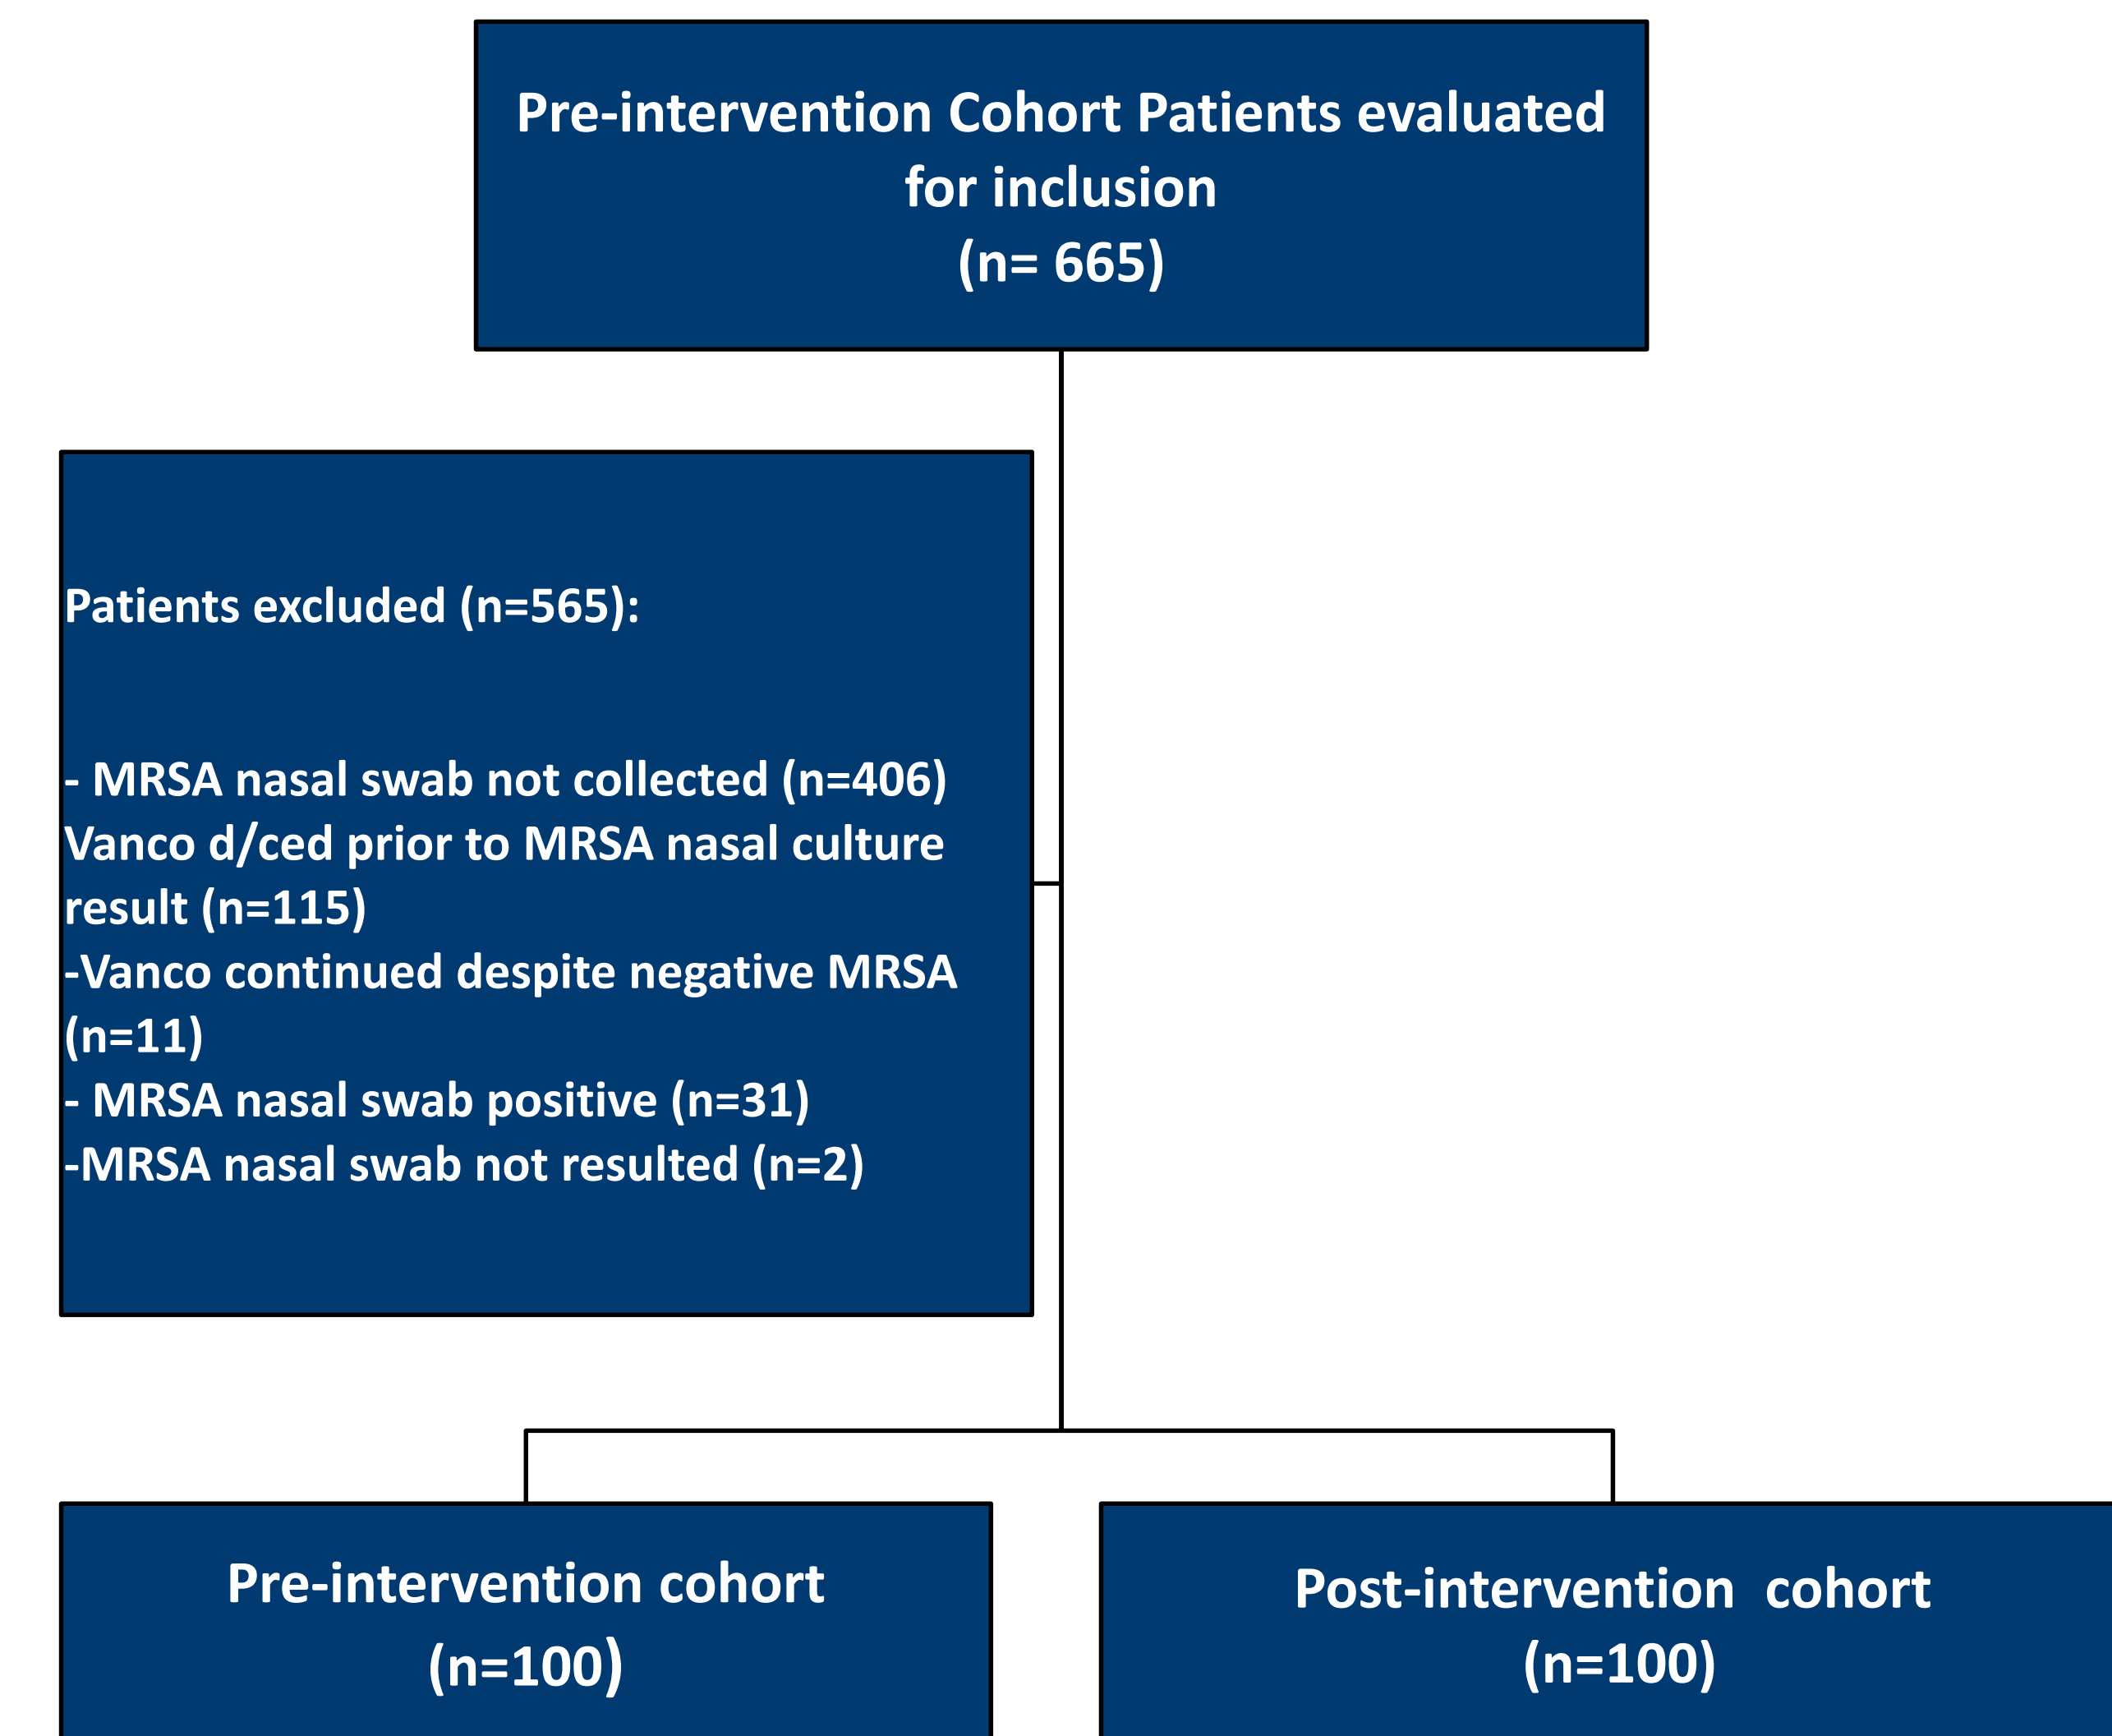 Pre-intervention Cohort Patients evaluated
for inclusion
(n= 665)
Patients excluded (n=565):
- MRSA nasal swab not collected (n=406)
Vanco d/ced prior to MRSA nasal culture
result (n=115)
-Vanco continued despite negative MRSA
(n=11)
- MRSA nasal swab positive (n=31)
-MRSA nasal swab not resulted (n=2)
Pre-intervention cohort
(n=100)
Post-intervention  cohort
(n=100)